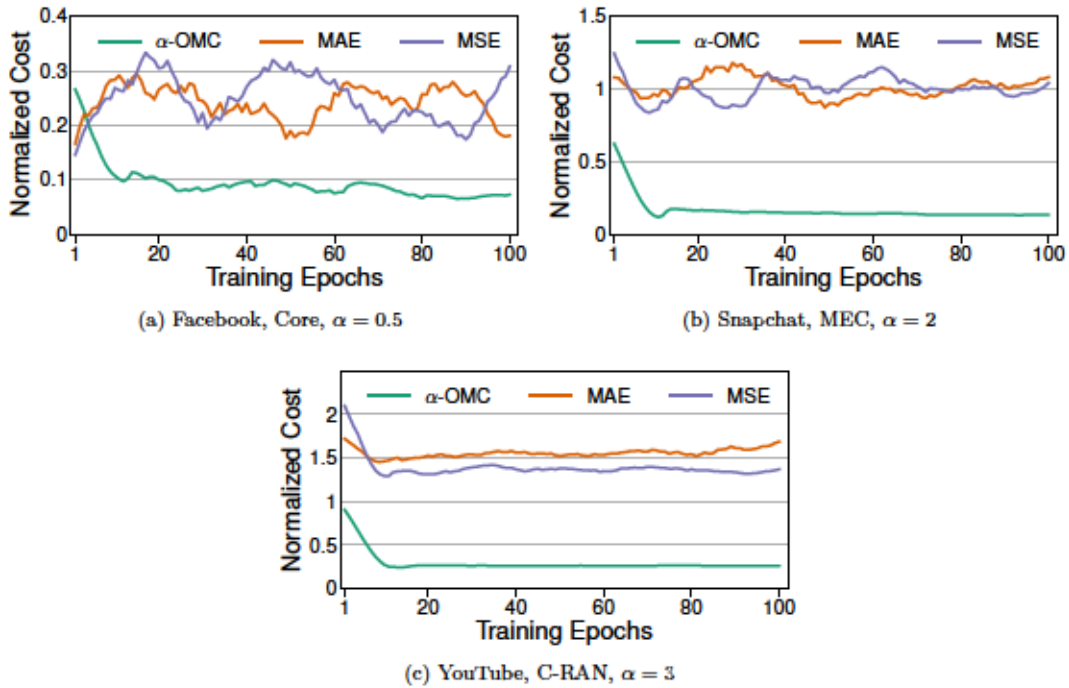 0.4
α-OMC MAE MSE
0.3
0.2
0.1
0
1 20 40 60 80 100
Normalized Cost
Training Epochs
(a) Facebook, Core, α = 0.5
1.5
α-OMC MAE MSE
1
0.5
0
1 20 40 60 80 100
Normalized Cost
Training Epochs
(b) Snapchat, MEC, α = 2
α-OMC MAE MSE
2
1.5
1
0.5
0
1 20 40 60 80 100
Normalized Cost
Training Epochs
(c) YouTube, C-RAN, α = 3